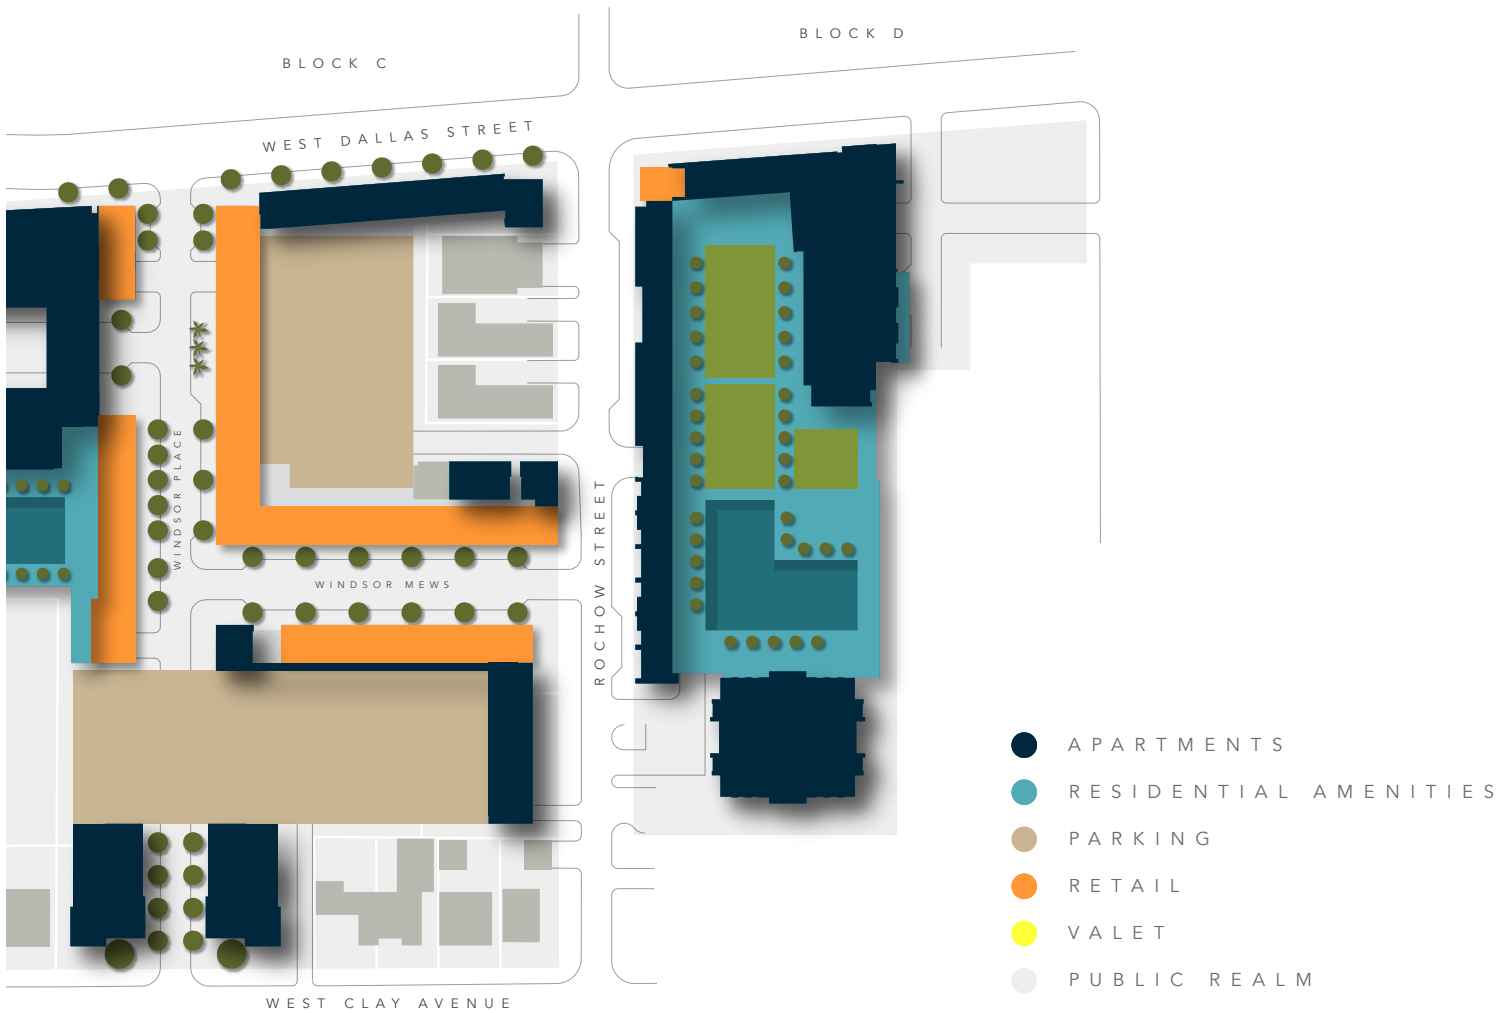 BLOCK C
BLOCK D
WEST DALLAS STREET
WINDSOR PLACE
WINDSOR MEWS
ROCHOW STREET
WEST CLAY AVENUE
APARTMENTS
RESIDENTIAL AMENITIES
PARKING
RETAIL
VALET
PUBLIC REALM